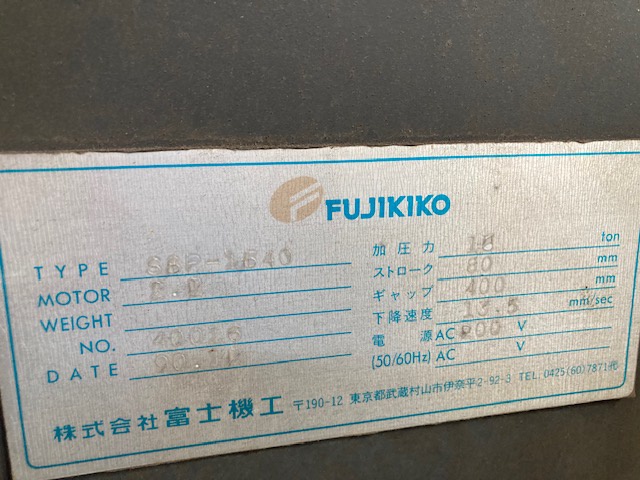 FUJIKIKO
TYPE
MOTOR
WEIGHT
NO.
DATE
加圧力 ton
ストローク 80 mm
ギャップ 400 mm
下降速度 13.5 mm/sec
電源 AC 200 V
(50/60Hz) AC V
株式会社富士機工 〒190-12 東京都武蔵村山市伊奈平2-92-3 TEL.0425(60)7871代